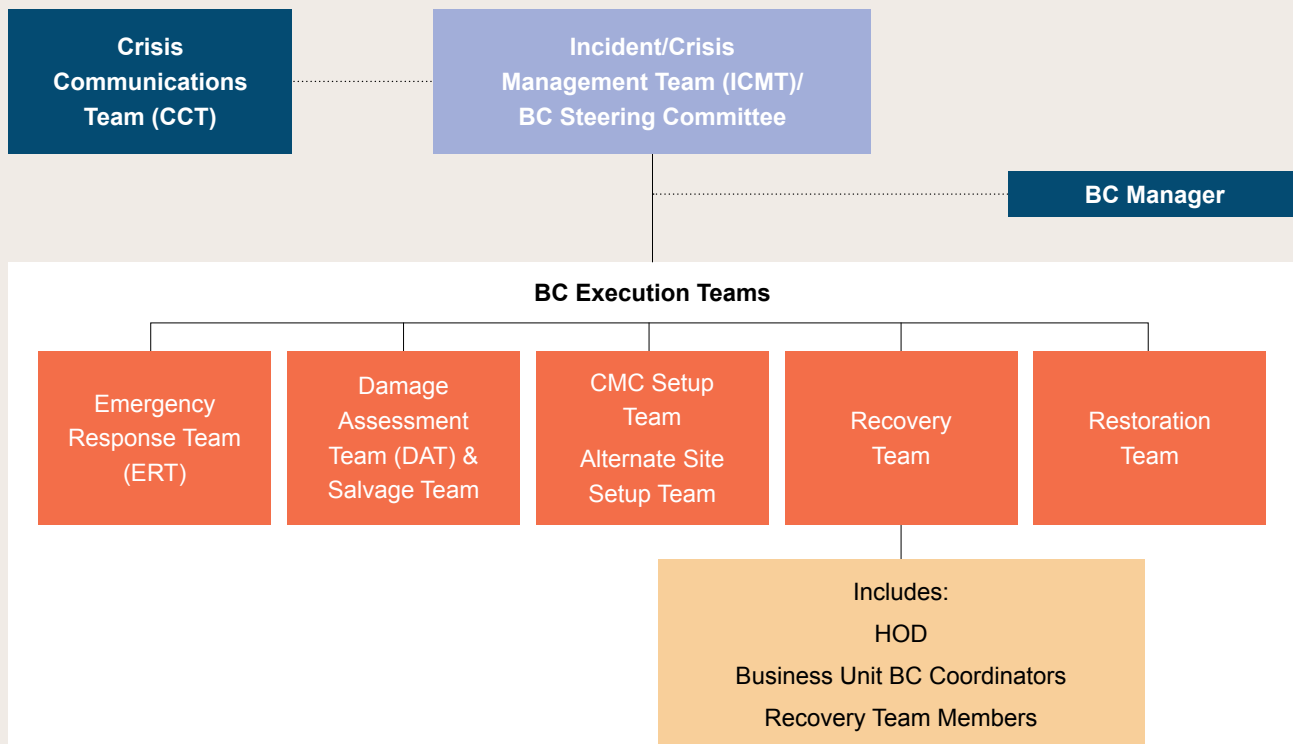 Crisis
Communications
Team (CCT)
Incident/Crisis
Management Team (ICMT)/
BC Steering Committee
BC Manager
BC Execution Teams
Emergency
Response Team
(ERT)
Damage
Assessment
Team (DAT) &
Salvage Team
CMC Setup
Team
Alternate Site
Setup Team
Recovery
Team
Restoration
Team
Includes:
HOD
Business Unit BC Coordinators
Recovery Team Members